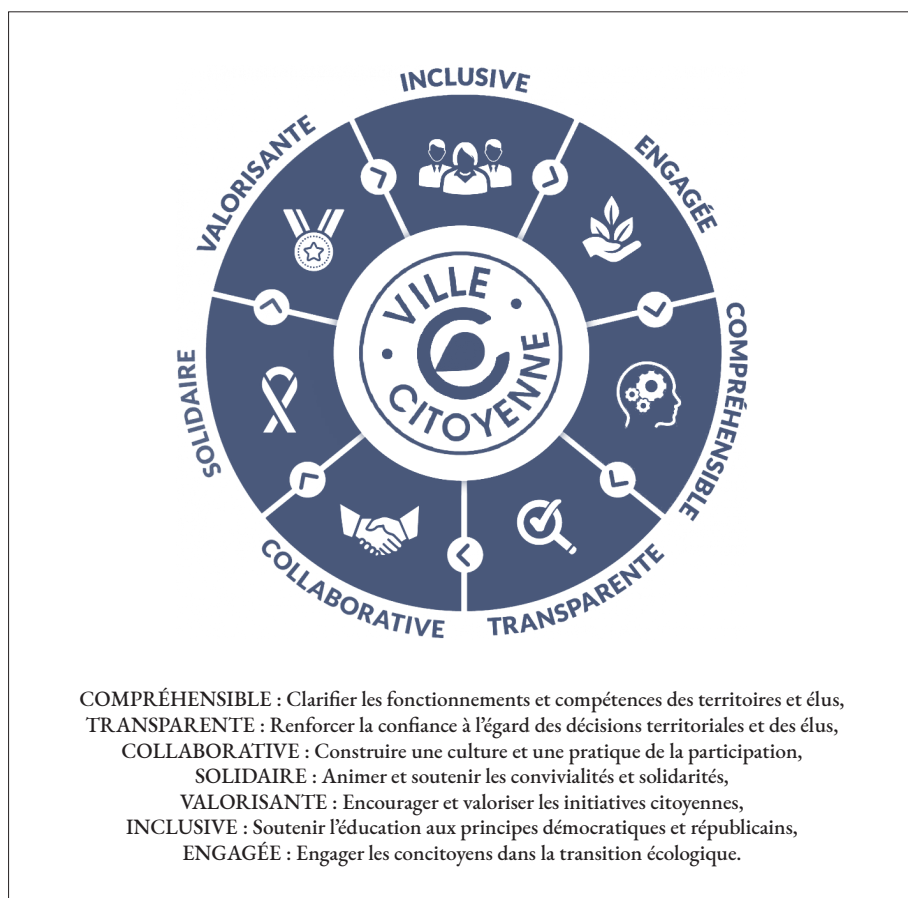 INCLUSIVE
ENGAGÉE
COMPRÉHENSIBLE
TRANSPARENTE
COLLABORATIVE
SOLIDAIRE
VALORISANTE
VILLE
CITOYENNE
COMPRÉHENSIBLE : Clarifier les fonctionnements et compétences des territoires et élus,
TRANSPARENTE : Renforcer la confiance à l’égard des décisions territoriales et des élus,
COLLABORATIVE : Construire une culture et une pratique de la participation,
SOLIDAIRE : Animer et soutenir les convivialités et solidarités,
VALORISANTE : Encourager et valoriser les initiatives citoyennes,
INCLUSIVE : Soutenir l’éducation aux principes démocratiques et républicains,
ENGAGÉE : Engager les concitoyens dans la transition écologique.